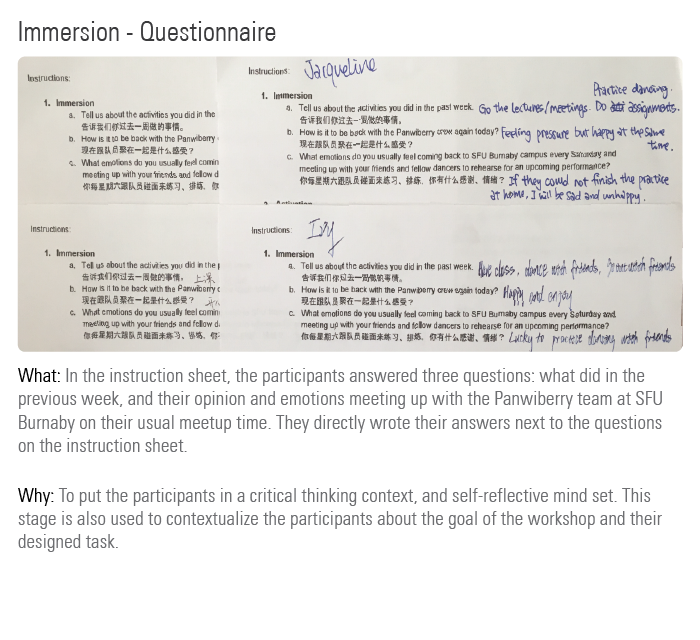 Immersion - Questionnaire
Instructions:
1. Immersion
a. Tell us about the activities you did in the
告诉我们你过去一周做的事情。
b. How is it to be back with the Panwiberry
现在跟队员聚在一起是什么感受？
c. What emotions do you usually feel comin
meeting up with your friends and fellow d
你每星期六跟队员碰面来练习、排练. 你
Instructions: Jacqueline
1. Immersion
Practice dancing.
a. Tell us about the activities you did in the past week. Go the lectures/meetings. Do assignments.
告诉我们你过去一周做的事情。
b. How is it to be back with the Panwiberry crew again today? Feeling pressure but happy at the same
time.
现在跟队员聚在一起是什么感受？
c. What emotions do you usually feel coming back to SFU Burnaby campus every Saturday and
meeting up with your friends and fellow dancers to rehearse for an upcoming performance?
你每星期六跟队员碰面来练习、排练. 你有什么感谢、情绪？ If they could not finish the practice
at home, I will be sad and unhappy.
Instructions:
1. Immersion
a. Tell us about the activities you did in the p
告诉我们你过去一周做的事情。 上课
b. How is it to be back with the Panwiberry c
现在跟队员聚在一起是什么感受？
c. What emotions do you usually feel comin
meeting up with your friends and fellow d
你每星期六跟队员碰面来练习、排练. 你
Instructions: Ivy
1. Immersion
a. Tell us about the activities you did in the past week. Have class, dance with friends, with friends
告诉我们你过去一周做的事情。
b. How is it to be back with the Panwiberry crew again today? Happy and enjoy
现在跟队员聚在一起是什么感受？
c. What emotions do you usually feel coming back to SFU Burnaby campus every Saturday and
meeting up with your friends and fellow dancers to rehearse for an upcoming performance?
你每星期六跟队员碰面来练习、排练. 你有什么感谢、情绪？ Lucky to practice dancing with friends
What: In the instruction sheet, the participants answered three questions: what did in the
previous week, and their opinion and emotions meeting up with the Panwiberry team at SFU
Burnaby on their usual meetup time. They directly wrote their answers next to the questions
on the instruction sheet.
Why: To put the participants in a critical thinking context, and self-reflective mind set. This
stage is also used to contextualize the participants about the goal of the workshop and their
designed task.